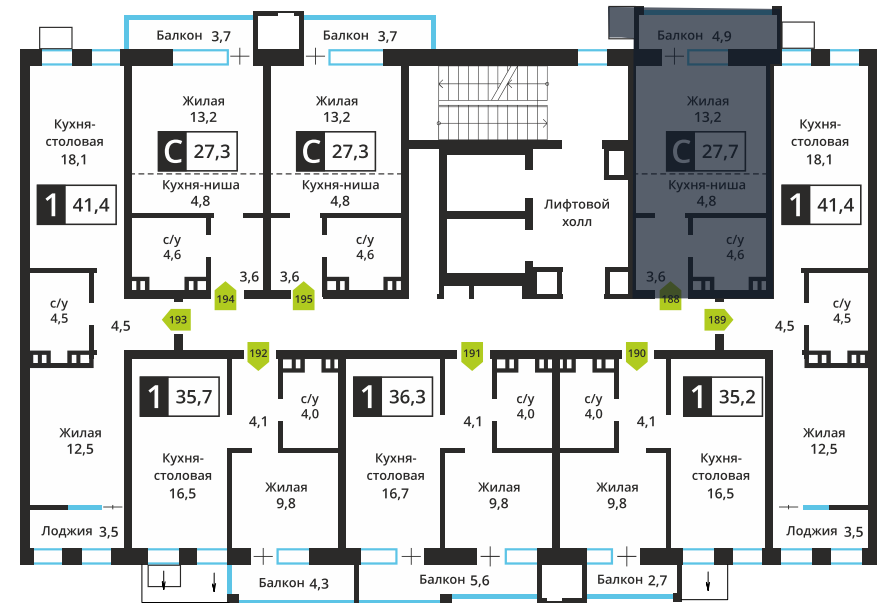 Балкон 3,7
Балкон 3,7
Балкон 4,9
Кухня-
столовая
18,1
1 41,4
Жилая
13,2
С 27,3
Кухня-ниша
4,8
с/у
4,6
3,6
Жилая
13,2
С 27,3
Кухня-ниша
4,8
с/у
4,6
3,6
Лифтовой
холл
Жилая
13,2
С 27,7
Кухня-ниша
4,8
с/у
4,6
3,6
Кухня-
столовая
18,1
1 41,4
194
195
188
193
189
192
191
190
с/у
4,5
4,5
Жилая
12,5
Лоджия 3,5
1 35,7
Кухня-
столовая
16,5
4,1
с/у
4,0
Жилая
9,8
1 36,3
Кухня-
столовая
16,7
4,1
с/у
4,0
Жилая
9,8
с/у
4,0
4,1
Жилая
9,8
1 35,2
Кухня-
столовая
16,5
4,5
с/у
4,5
Жилая
12,5
Лоджия 3,5
Балкон 4,3
Балкон 5,6
Балкон 2,7